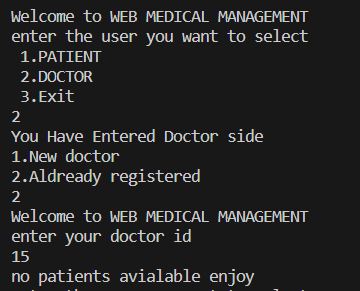 Welcome to WEB MEDICAL MANAGEMENT
enter the user you want to select
1.PATIENT
2.DOCTOR
3.Exit
2
You Have Entered Doctor side
1.New doctor
2.Aldready registered
2
Welcome to WEB MEDICAL MANAGEMENT
enter your doctor id
15
no patients avialable enjoy